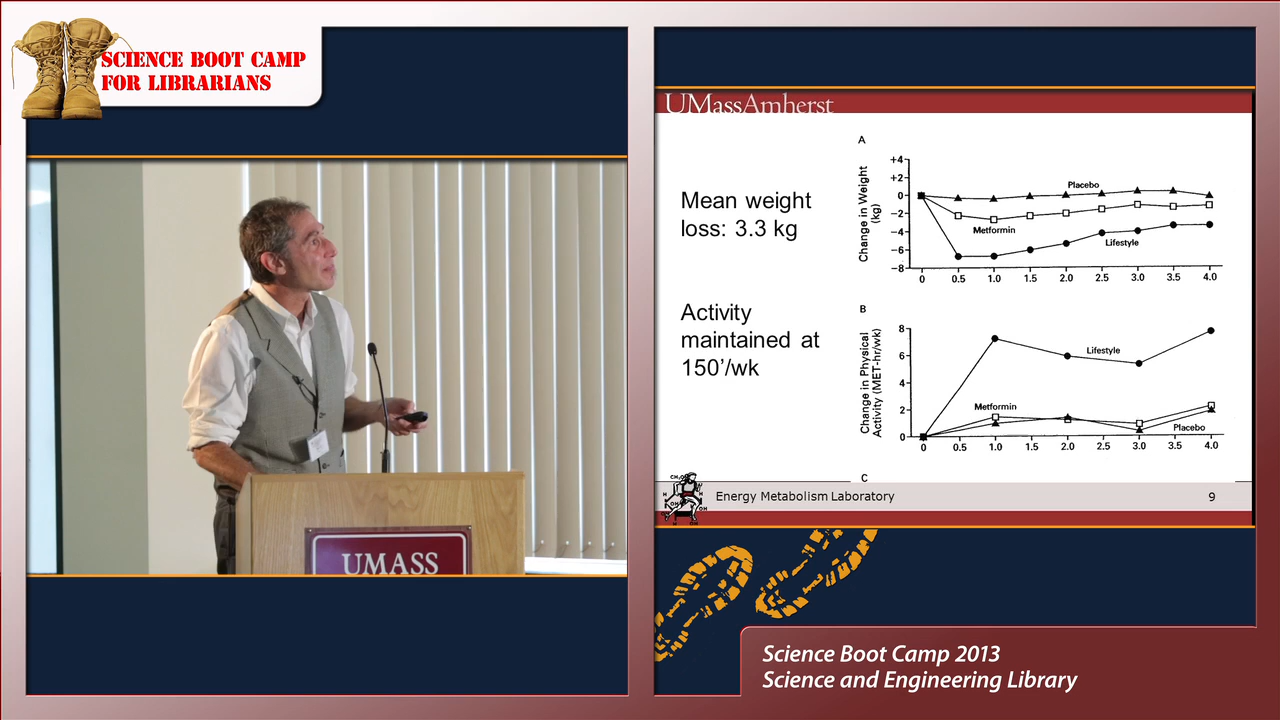 SCIENCE BOOT CAMP
FOR LIBRARIANS
UMASS
UMassAmherst
Mean weight
loss: 3.3 kg
Activity
maintained at
150'/wk
A
Change in Weight
(kg)
+4
+2
0
−2
−4
−6
−8
Placebo
Metformin
Lifestyle
0 0.5 1.0 1.5 2.0 2.5 3.0 3.5 4.0
B
Change in Physical
Activity (MET-hr/wk)
8
6
4
2
0
Lifestyle
Metformin
Placebo
0 0.5 1.0 1.5 2.0 2.5 3.0 3.5 4.0
C
CH₂O
H H
OH
H OH
Energy Metabolism Laboratory 9
Science Boot Camp 2013
Science and Engineering Library